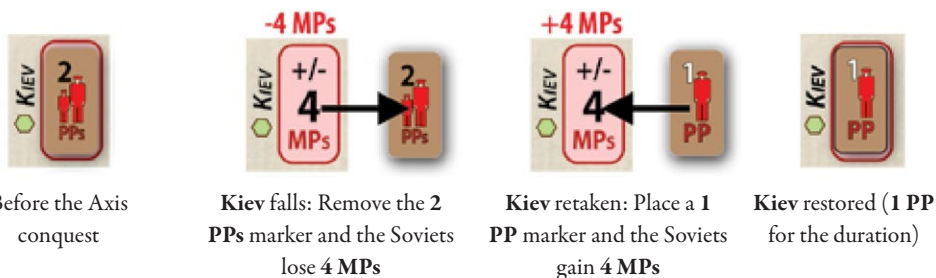 -4 MPs
+4 MPs
KIEV
2
PPs
KIEV
+/-
4
MPs
2
PPs
KIEV
+/-
4
MPs
1
PP
KIEV
1
PP
efore the Axis
conquest
Kiev falls: Remove the 2
PPs marker and the Soviets
lose 4 MPs
Kiev retaken: Place a 1
PP marker and the Soviets
gain 4 MPs
Kiev restored (1 PP
for the duration)